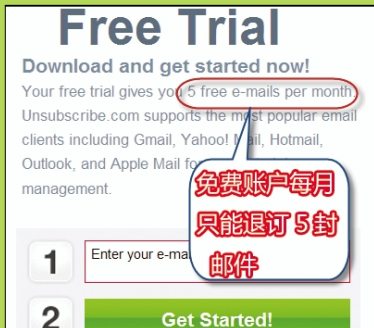 Free Trial
Download and get started now!
Your free trial gives you 5 free e-mails per month.
Unsubscribe.com supports the most popular email
clients including Gmail, Yahoo! Mail, Hotmail,
Outlook, and Apple Mail for
management.
免费账户每月
只能退订 5 封
邮件
1
Enter your e-ma
2
Get Started!